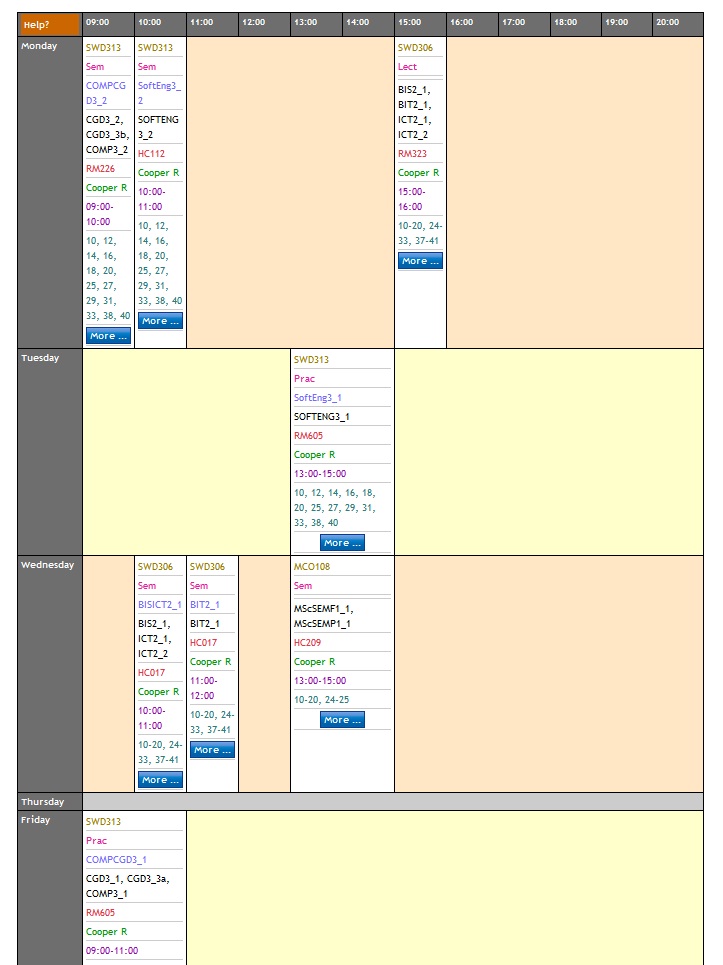 Help?
09:00
10:00
11:00
12:00
13:00
14:00
15:00
16:00
17:00
18:00
19:00
20:00
Monday
SWD313
Sem
COMPCG
D3_2
CGD3_2,
CGD3_3b,
COMP3_2
RM226
Cooper R
09:00-
10:00
10, 12,
14, 16,
18, 20,
25, 27,
29, 31,
33, 38, 40
More ...
SWD313
Sem
SoftEng3_
2
SOFTENG
3_2
HC112
Cooper R
10:00-
11:00
10, 12,
14, 16,
18, 20,
25, 27,
29, 31,
33, 38, 40
More ...
SWD306
Lect
BIS2_1,
BIT2_1,
ICT2_1,
ICT2_2
RM323
Cooper R
15:00-
16:00
10-20, 24-
33, 37-41
More ...
Tuesday
SWD313
Prac
SoftEng3_1
SOFTENG3_1
RM605
Cooper R
13:00-15:00
10, 12, 14, 16, 18,
20, 25, 27, 29, 31,
33, 38, 40
More ...
Wednesday
SWD306
Sem
BISICT2_1
BIS2_1,
ICT2_1,
ICT2_2
HC017
Cooper R
10:00-
11:00
10-20, 24-
33, 37-41
More ...
SWD306
Sem
BIT2_1
BIT2_1
HC017
Cooper R
11:00-
12:00
10-20, 24-
33, 37-41
More ...
MCO108
Sem
MScSEMF1_1,
MScSEMP1_1
HC209
Cooper R
13:00-15:00
10-20, 24-25
More ...
Thursday
Friday
SWD313
Prac
COMPCGD3_1
CGD3_1, CGD3_3a,
COMP3_1
RM605
Cooper R
09:00-11:00